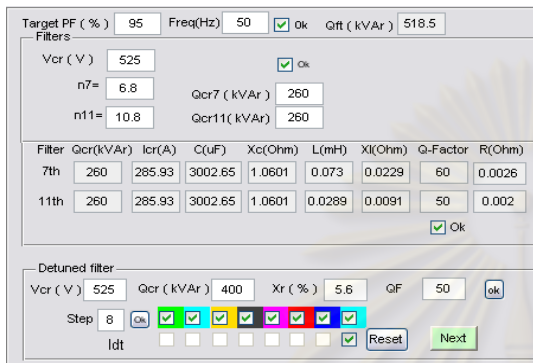 Target PF ( % ) 95 Freq(Hz) 50 Ok Qft ( kVAr ) 518.5
Filters
Vcr ( V ) 525 Ok
n7= 6.8 Qcr7 ( kVAr ) 260
n11= 10.8 Qcr11( kVAr ) 260
Filter Qcr(kVAr) Icr(A) C(uF) Xc(Ohm) L(mH) Xl(Ohm) Q-Factor R(Ohm)
7th 260 285.93 3002.65 1.0601 0.073 0.0229 60 0.0026
11th 260 285.93 3002.65 1.0601 0.0289 0.0091 50 0.002
Ok
Detuned filter
Vcr ( V ) 525 Qcr ( kVAr ) 400 Xr ( % ) 5.6 QF 50 ok
Step 8 Ok
Idt Reset Next